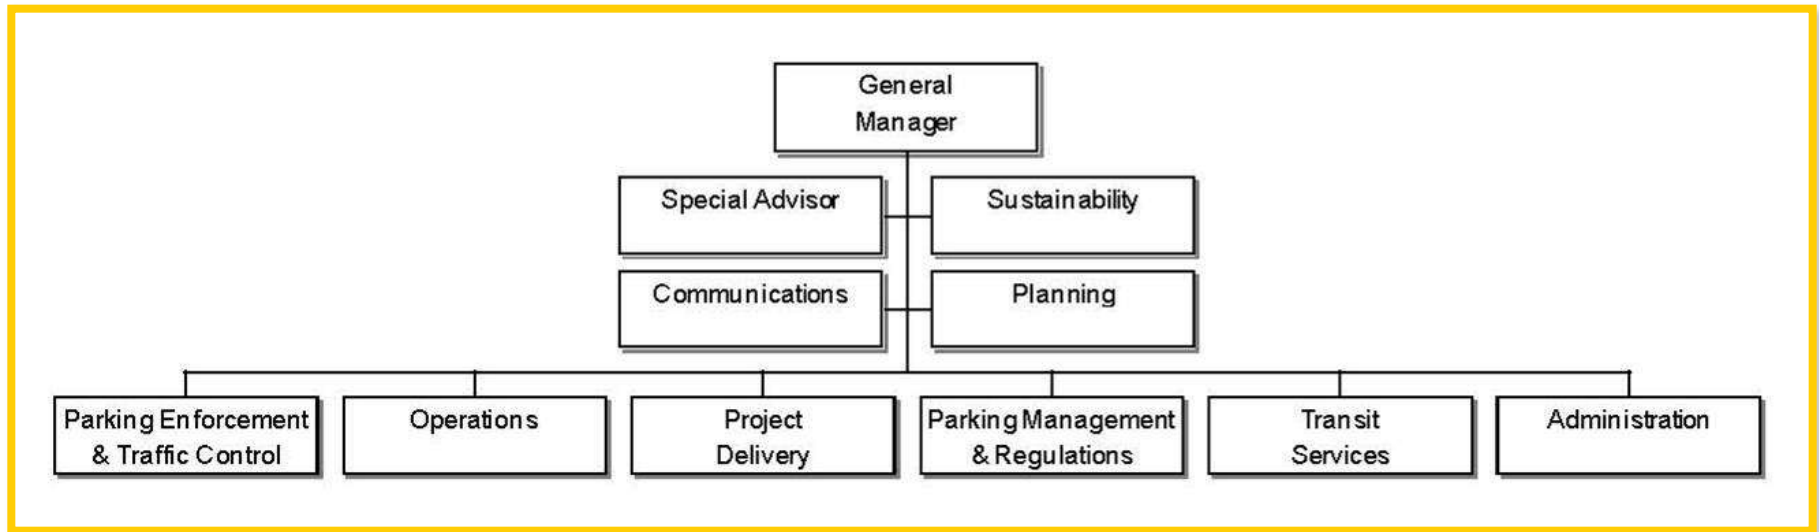 General
Manager
Special Advisor
Sustainability
Communications
Planning
Parking Enforcement
& Traffic Control
Operations
Project
Delivery
Parking Management
& Regulations
Transit
Services
Administration